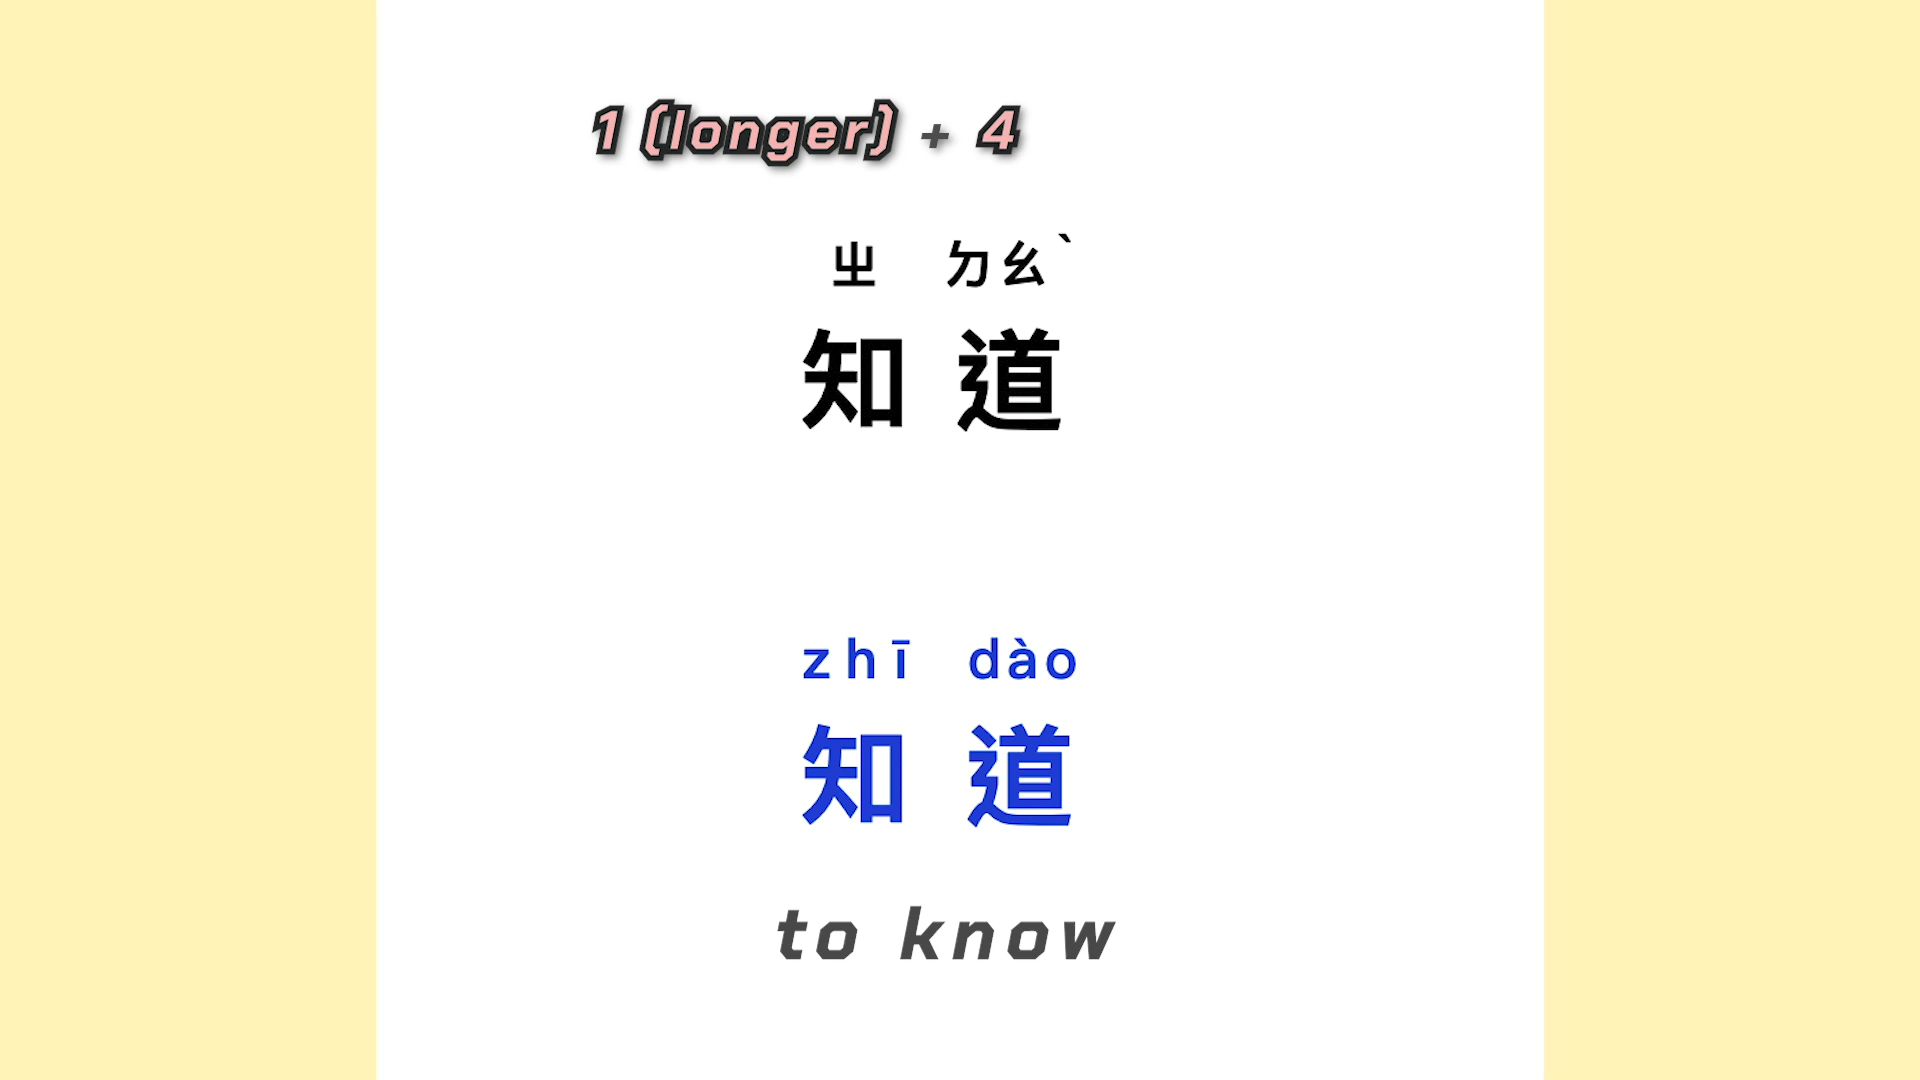 1 (longer) + 4
ㄓ ㄉㄠˋ
知 道
zhī dào
知 道
to know